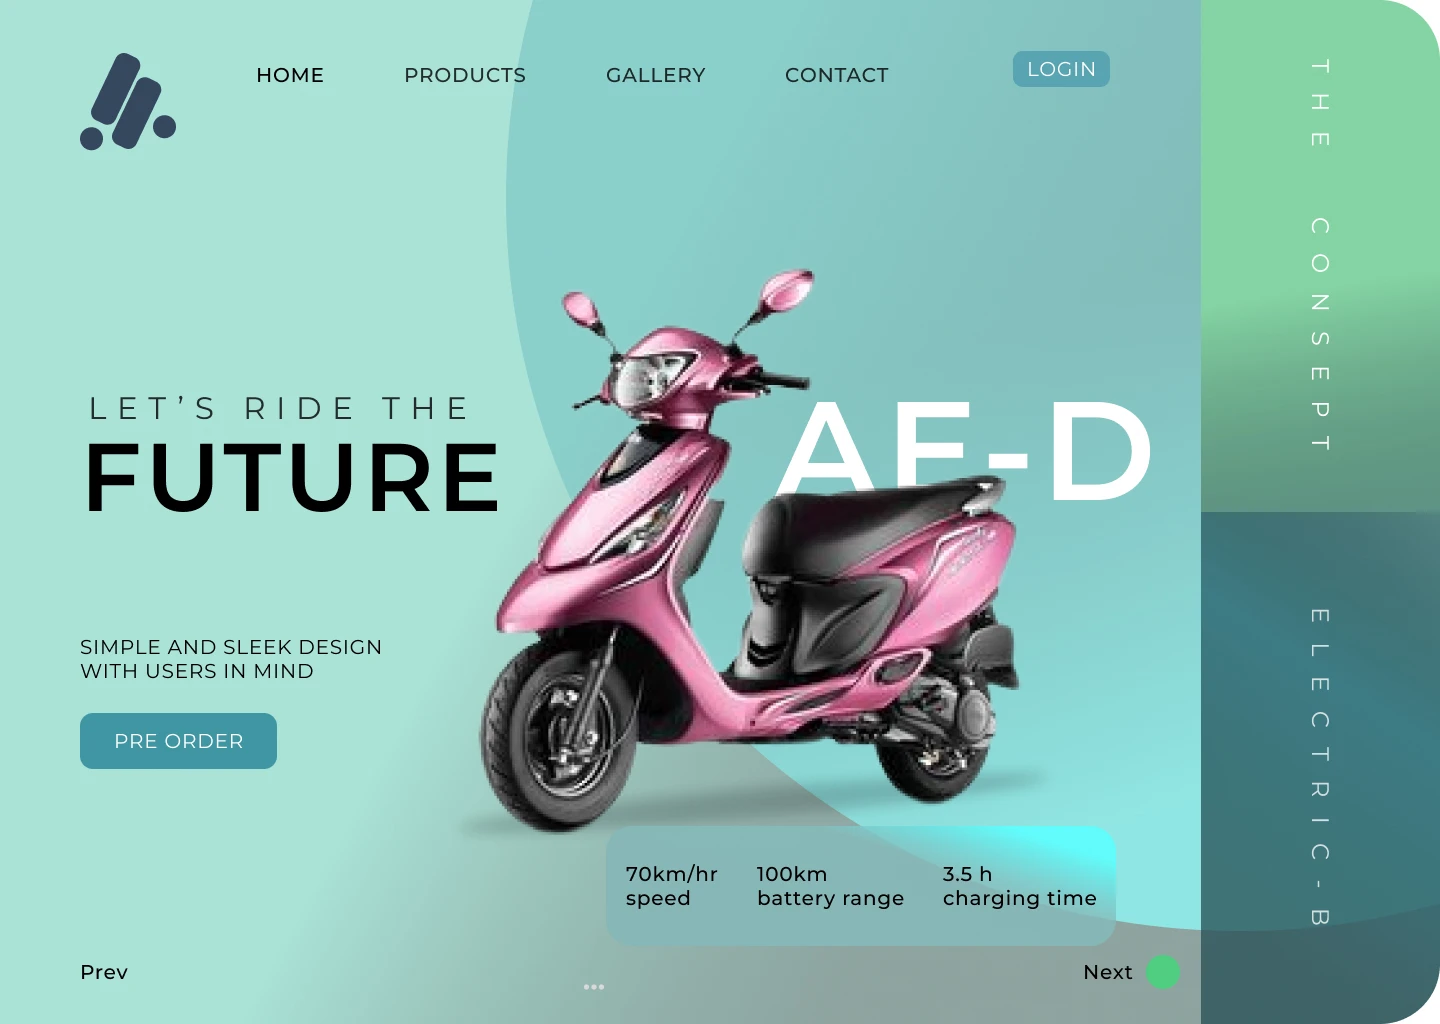 HOME
PRODUCTS
GALLERY
CONTACT
LOGIN
LET’S RIDE THE
FUTURE
AE-D
SIMPLE AND SLEEK DESIGN
WITH USERS IN MIND
PRE ORDER
70km/hr
speed
100km
battery range
3.5 h
charging time
Prev
Next
THE CONSEPT
ELECTRIC-B